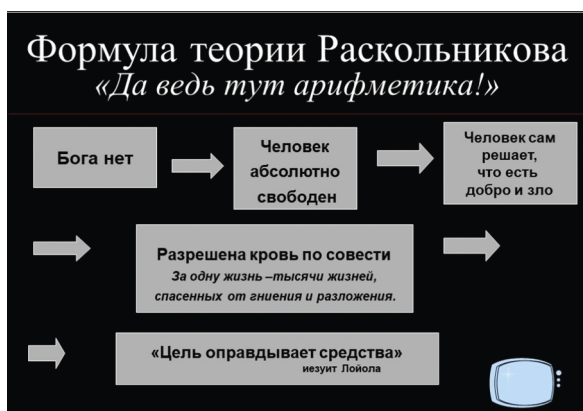 Формула теории Раскольникова
«Да ведь тут арифметика!»
Бога нет
Человек
абсолютно
свободен
Человек сам
решает,
что есть
добро и зло
Разрешена кровь по совести
За одну жизнь –тысячи жизней,
спасенных от гниения и разложения.
«Цель оправдывает средства»
иезуит Лойола